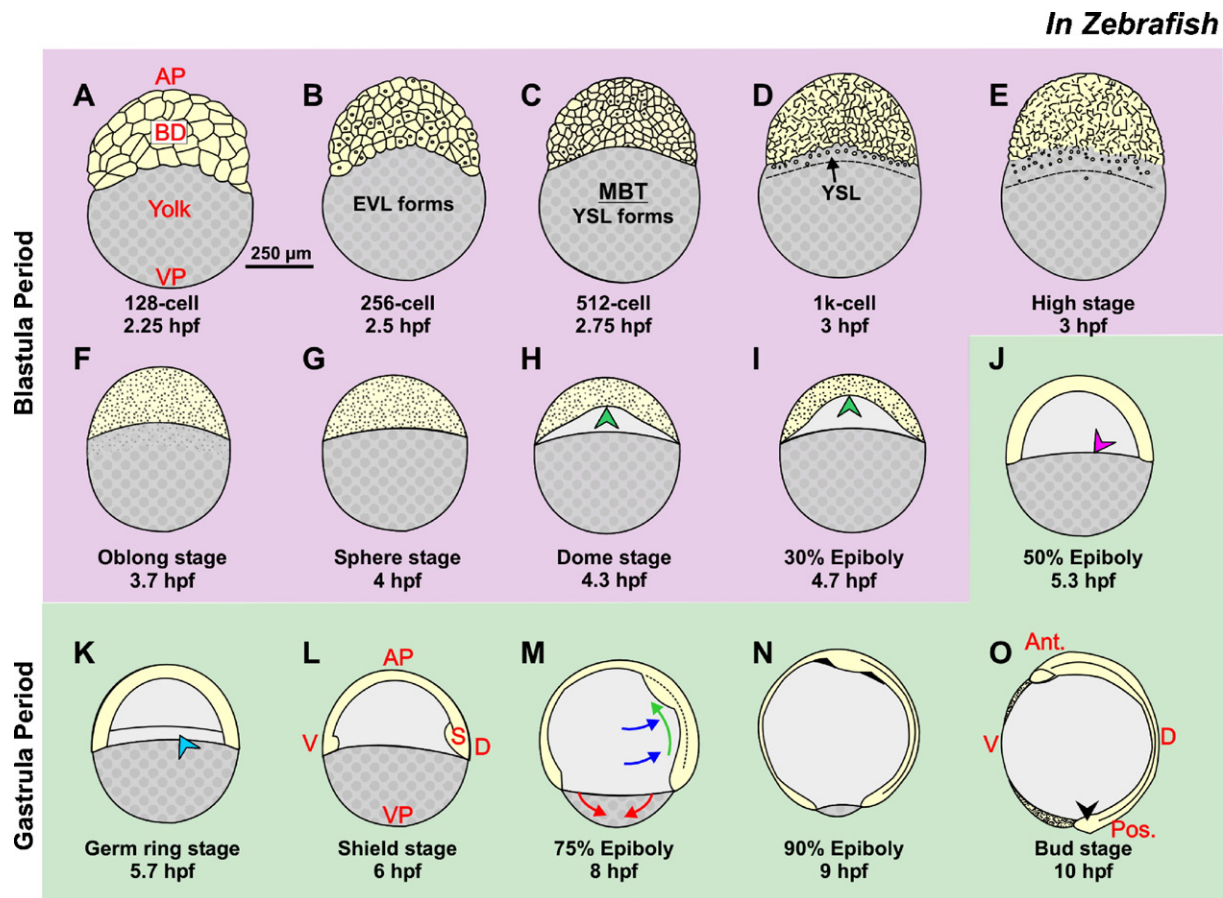 In Zebrafish
Blastula Period
A
AP
BD
Yolk
VP
250 µm
128-cell
2.25 hpf
B
EVL forms
256-cell
2.5 hpf
C
MBT
YSL forms
512-cell
2.75 hpf
D
YSL
1k-cell
3 hpf
E
High stage
3 hpf
F
Oblong stage
3.7 hpf
G
Sphere stage
4 hpf
H
Dome stage
4.3 hpf
I
30% Epiboly
4.7 hpf
J
50% Epiboly
5.3 hpf
Gastrula Period
K
Germ ring stage
5.7 hpf
L
AP
V
S
D
VP
Shield stage
6 hpf
M
75% Epiboly
8 hpf
N
90% Epiboly
9 hpf
O
Ant.
V
D
Pos.
Bud stage
10 hpf